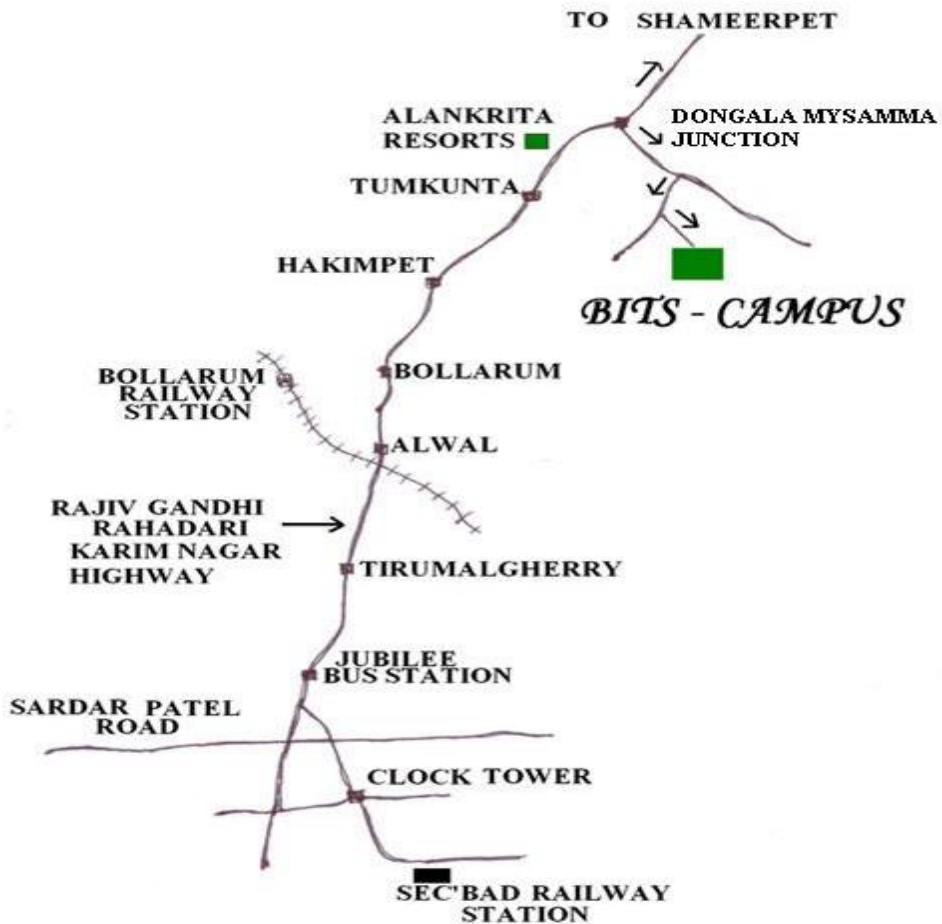 TO SHAMEERPET
ALANKRITA
RESORTS
DONGALA MYSAMMA
JUNCTION
TUMKUNTA
HAKIMPET
BITS - CAMPUS
BOLLARUM
RAILWAY
STATION
BOLLARUM
ALWAL
RAJIV GANDHI
RAHADARI
KARIM NAGAR
HIGHWAY
TIRUMALGHERRY
JUBILEE
BUS STATION
SARDAR PATEL
ROAD
CLOCK TOWER
SEC'BAD RAILWAY
STATION